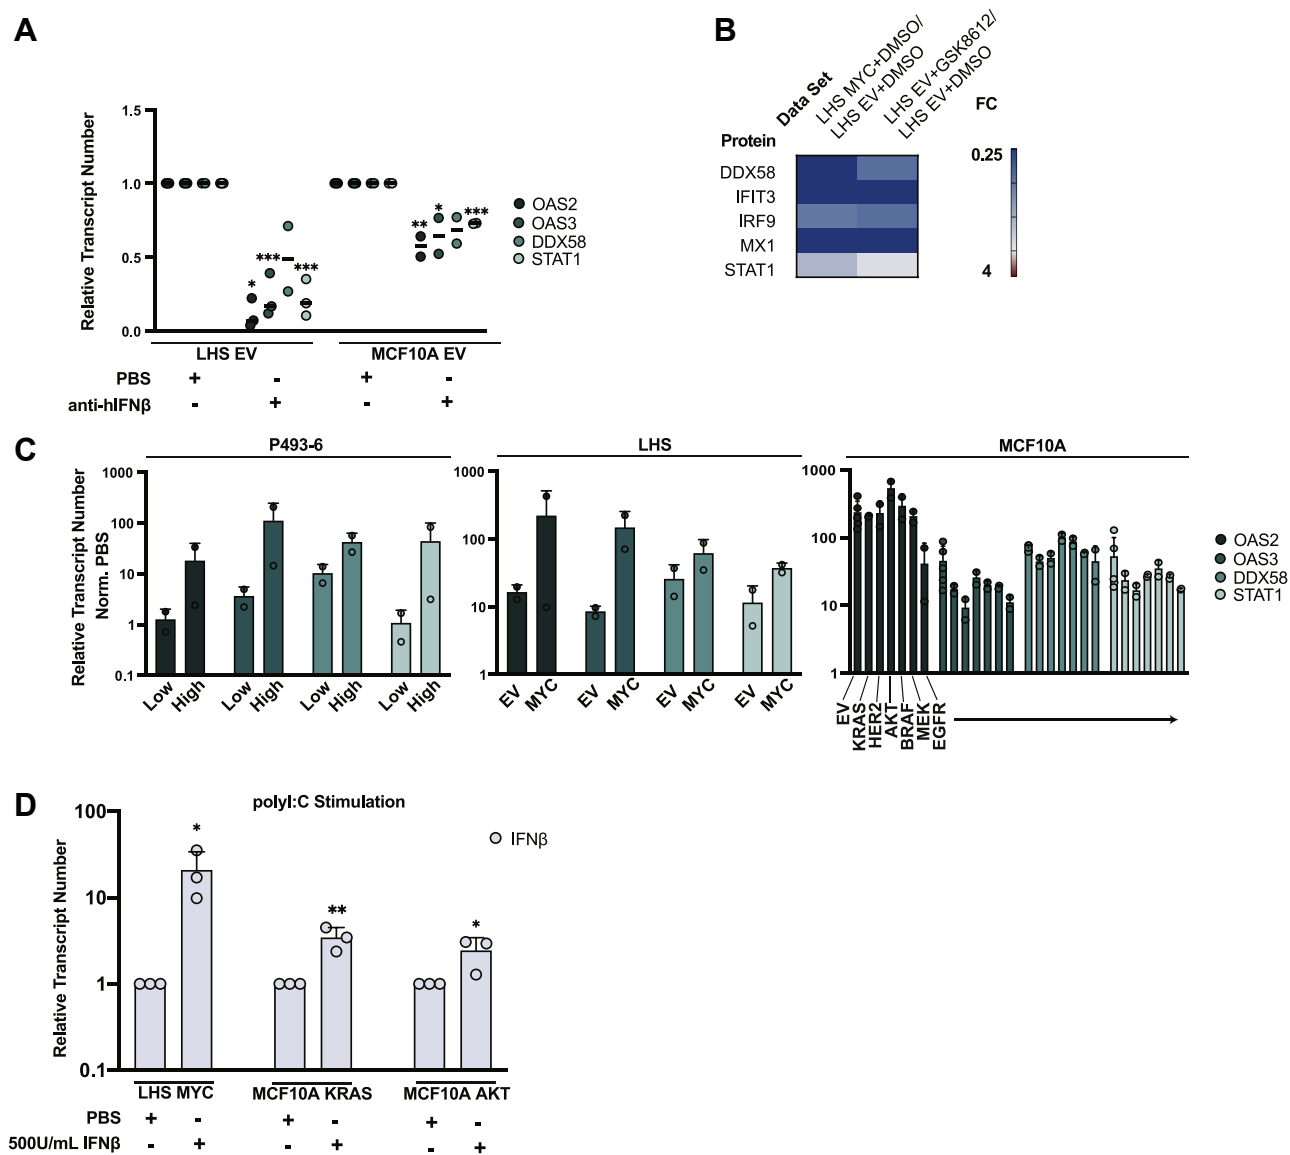 A
Relative Transcript Number
1.5
1.0
0.5
0.0
* *** *** ** * ***
OAS2
OAS3
DDX58
STAT1
LHS EV MCF10A EV
PBS + - + -
anti-hIFNβ - + - +
B
Data Set
LHS MYC+DMSO/
LHS EV+DMSO
LHS EV+GSK8612/
LHS EV+DMSO
FC
0.25
4
Protein
DDX58
IFIT3
IRF9
MX1
STAT1
C
P493-6
Relative Transcript Number
Norm. PBS
1000
100
10
1
0.1
Low High Low High Low High Low High
LHS
1000
100
10
1
EV MYC EV MYC EV MYC EV MYC
MCF10A
1000
100
10
1
EV
KRAS
HER2
AKT
BRAF
MEK
EGFR
OAS2
OAS3
DDX58
STAT1
D
polyI:C Stimulation
Relative Transcript Number
100
10
1
0.1
* ** *
IFNβ
LHS MYC MCF10A KRAS MCF10A AKT
PBS + - + - + -
500U/mL IFNβ - + - + - +